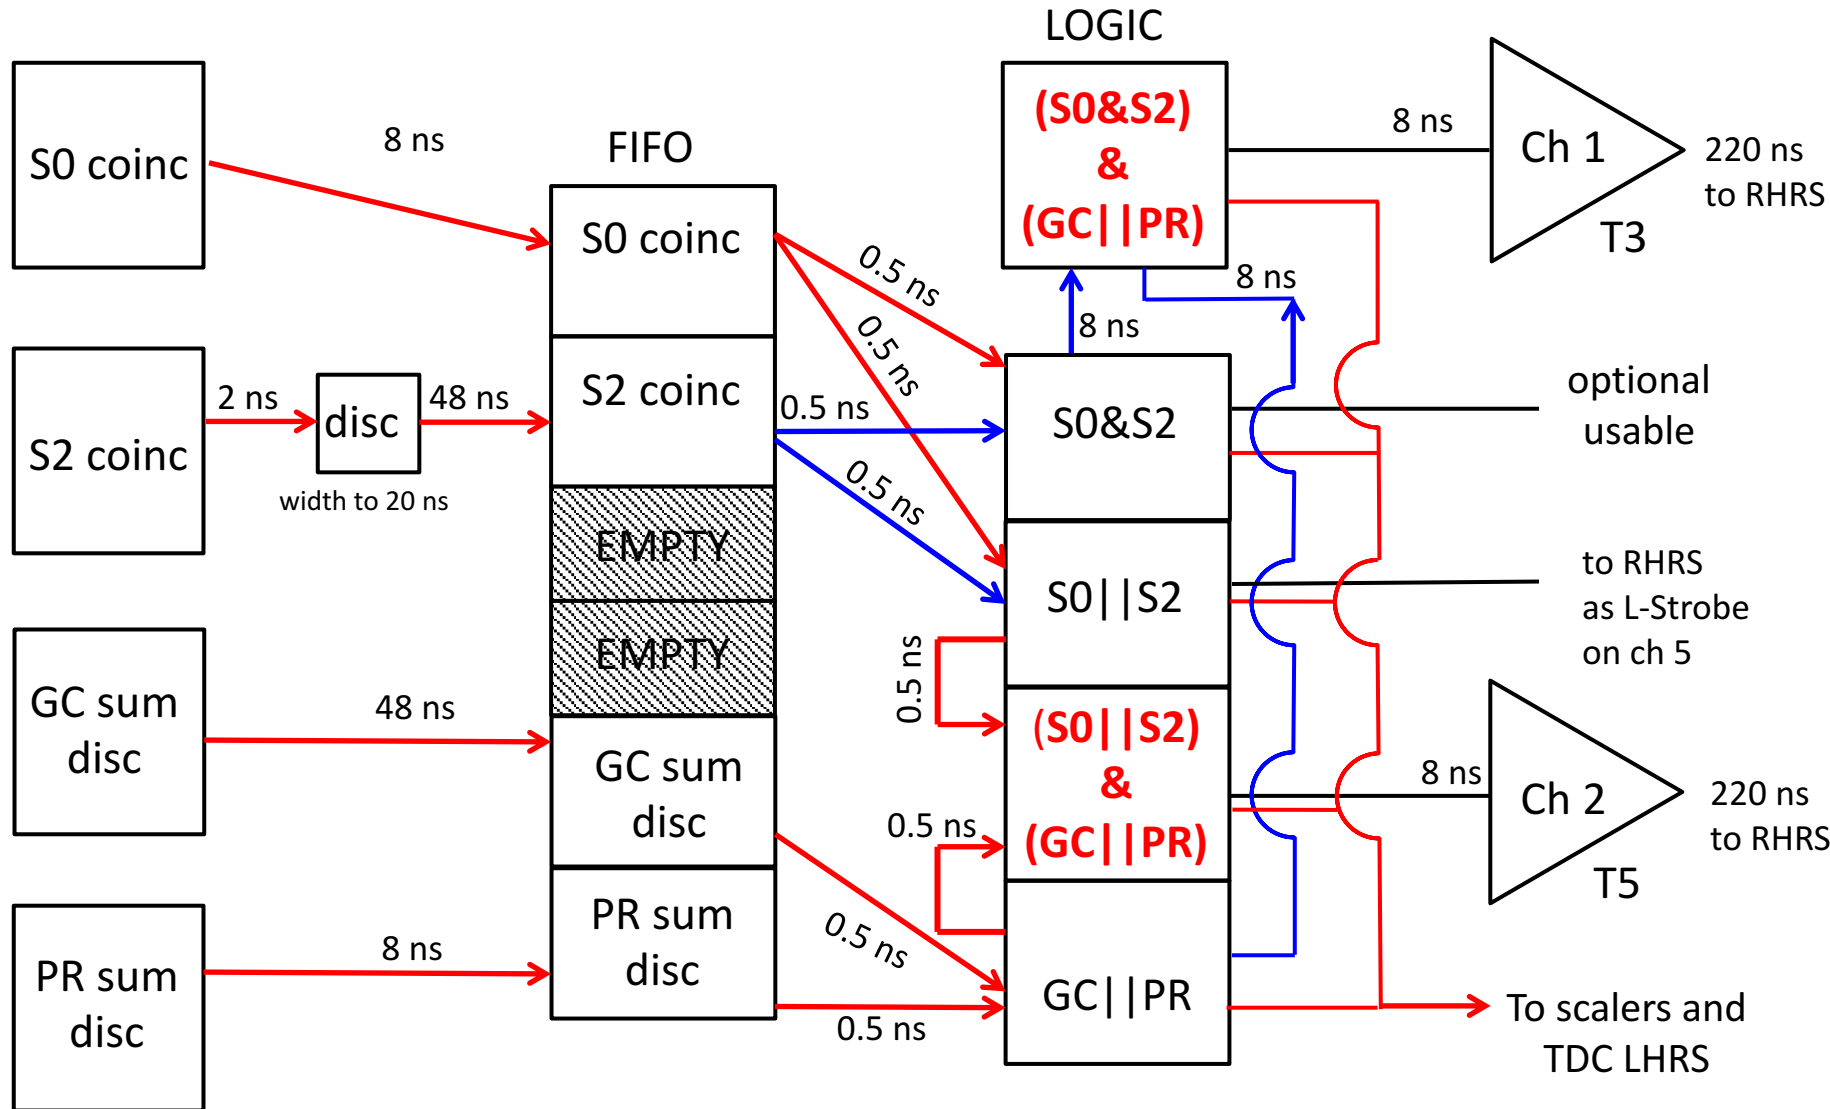 LOGIC
S0 coinc
8 ns
FIFO
S0 coinc
0.5 ns
0.5 ns
(S0&S2)
&
(GC||PR)
8 ns
Ch 1
220 ns
to RHRS
T3
8 ns
8 ns
S2 coinc
2 ns
disc
48 ns
width to 20 ns
S2 coinc
0.5 ns
0.5 ns
S0&S2
optional
usable
EMPTY
EMPTY
S0||S2
to RHRS
as L-Strobe
on ch 5
0.5 ns
GC sum
disc
48 ns
GC sum
disc
(S0||S2)
&
(GC||PR)
0.5 ns
8 ns
Ch 2
220 ns
to RHRS
T5
PR sum
disc
8 ns
PR sum
disc
0.5 ns
0.5 ns
GC||PR
To scalers and
TDC LHRS